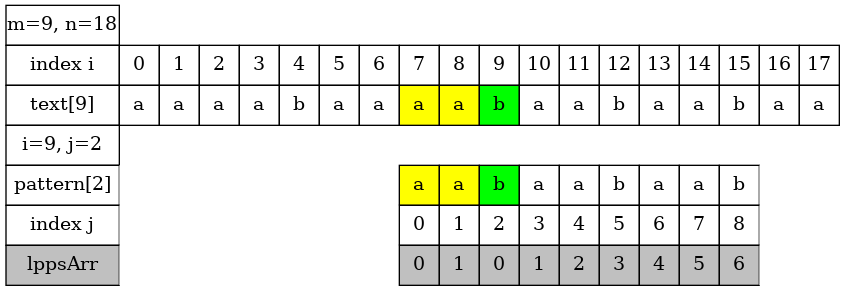 m=9, n=18
index i 0 1 2 3 4 5 6 7 8 9 10 11 12 13 14 15 16 17
text[9] a a a a b a a a a b a a b a a b a a
i=9, j=2
pattern[2] a a b a a b a a b
index j 0 1 2 3 4 5 6 7 8
lppsArr 0 1 0 1 2 3 4 5 6